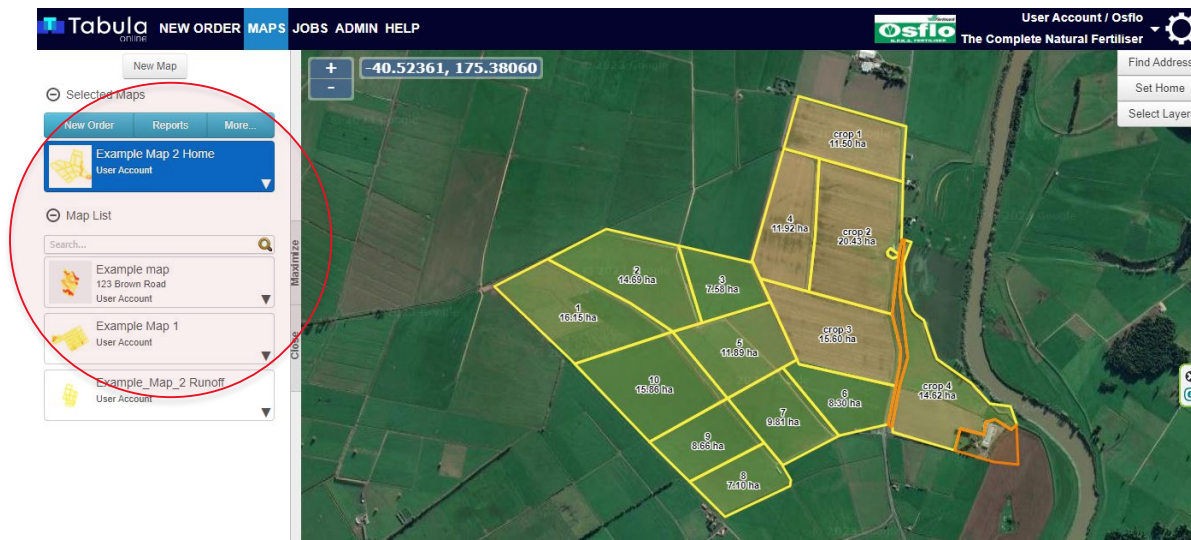 Tabula
online
NEW ORDER MAPS JOBS ADMIN HELP
Osflo
N.P.K.S. FERTILISER
User Account / Osflo
The Complete Natural Fertiliser
New Map
Selected Maps
New Order Reports More...
Example Map 2 Home
User Account
Map List
Search...
Example map
123 Brown Road
User Account
Example Map 1
User Account
Example_Map_2 Runoff
User Account
Maximize
Close
+
-
-40.52361, 175.38060
Find Address
Set Home
Select Layer
crop 1
11.50 ha
4
11.92 ha
crop 2
20.43 ha
2
14.69 ha
3
7.58 ha
1
16.15 ha
crop 3
15.60 ha
5
11.89 ha
10
15.86 ha
6
8.30 ha
crop 4
14.62 ha
7
9.81 ha
9
8.66 ha
8
7.10 ha